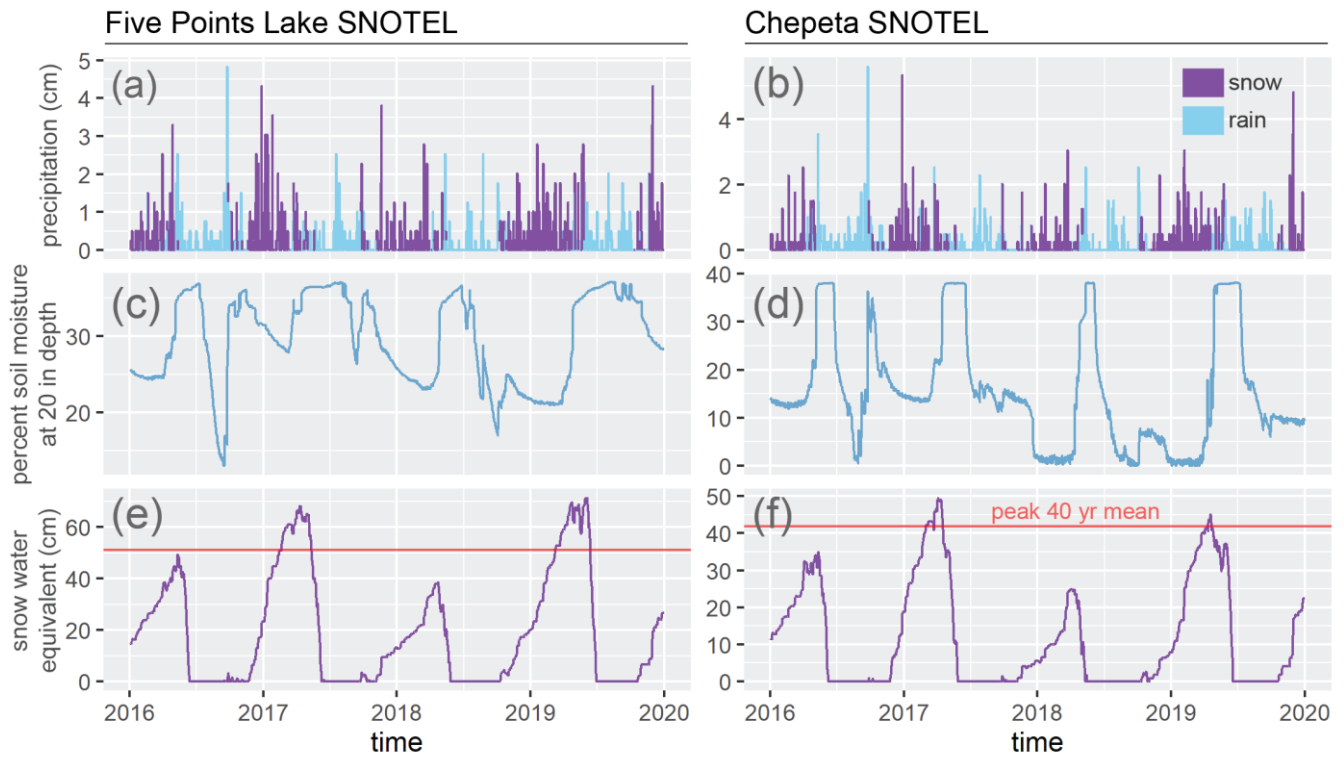 Five Points Lake SNOTEL
Chepeta SNOTEL
(a)
precipitation (cm)
5
4
3
2
1
0
(b)
snow
rain
4
2
0
(c)
percent soil moisture
at 20 in depth
30
20
(d)
40
30
20
10
0
(e)
snow water
equivalent (cm)
60
40
20
0
2016
2017
2018
2019
2020
time
(f)
peak 40 yr mean
50
40
30
20
10
0
2016
2017
2018
2019
2020
time